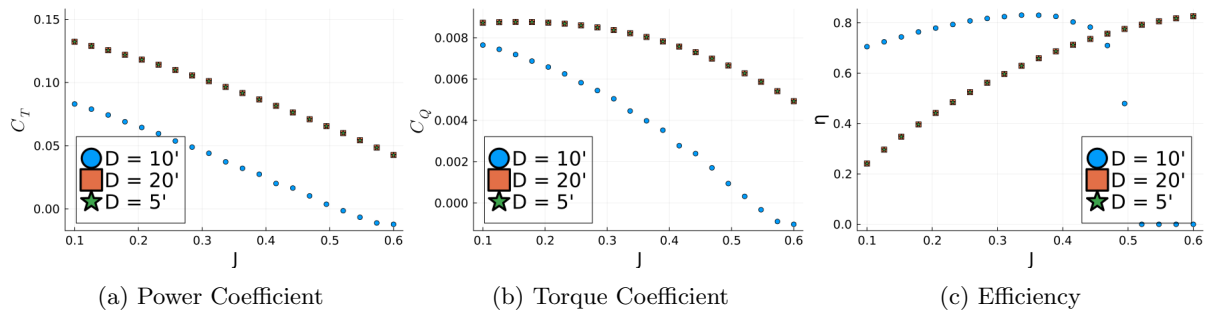 0.15
0.10
0.05
0.00
C_T
D = 10'
D = 20'
D = 5'
0.1 0.2 0.3 0.4 0.5 0.6
J
(a) Power Coefficient
0.008
0.006
0.004
0.002
0.000
C_Q
D = 10'
D = 20'
D = 5'
0.1 0.2 0.3 0.4 0.5 0.6
J
(b) Torque Coefficient
0.8
0.6
0.4
0.2
0.0
η
D = 10'
D = 20'
D = 5'
0.1 0.2 0.3 0.4 0.5 0.6
J
(c) Efficiency